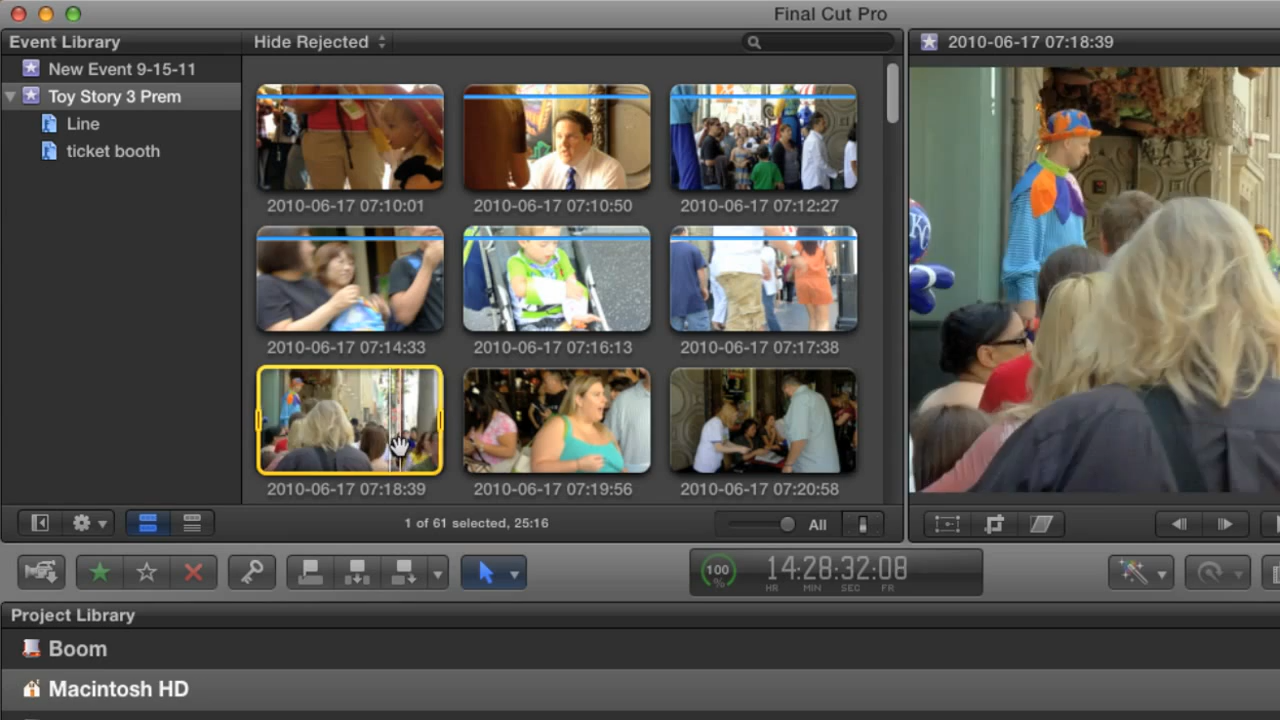 Final Cut Pro
Event Library
Hide Rejected
2010-06-17 07:18:39
New Event 9-15-11
Toy Story 3 Prem
Line
ticket booth
2010-06-17 07:10:01
2010-06-17 07:10:50
2010-06-17 07:12:27
2010-06-17 07:14:33
2010-06-17 07:16:13
2010-06-17 07:17:38
2010-06-17 07:18:39
2010-06-17 07:19:56
2010-06-17 07:20:58
1 of 61 selected, 25:16
All
100
%
14:28:32:08
HR MIN SEC FR
Project Library
Boom
Macintosh HD